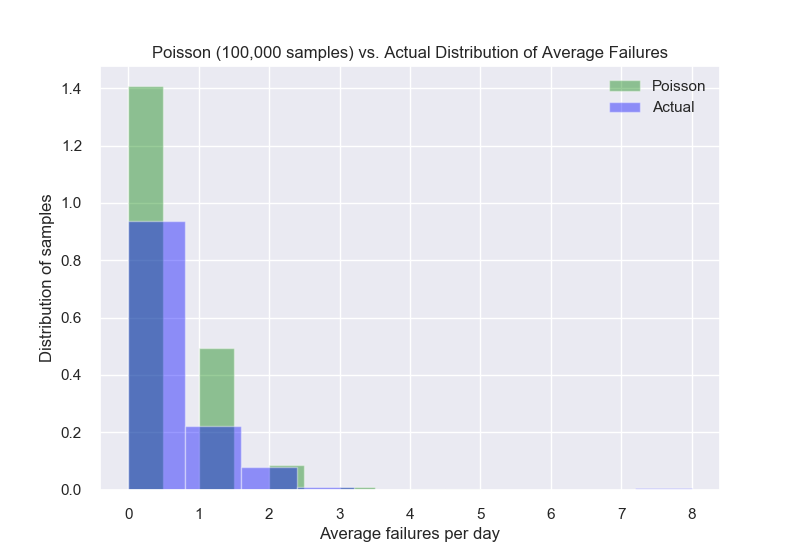 Poisson (100,000 samples) vs. Actual Distribution of Average Failures
Poisson
Actual
Distribution of samples
1.4
1.2
1.0
0.8
0.6
0.4
0.2
0.0
0 1 2 3 4 5 6 7 8
Average failures per day